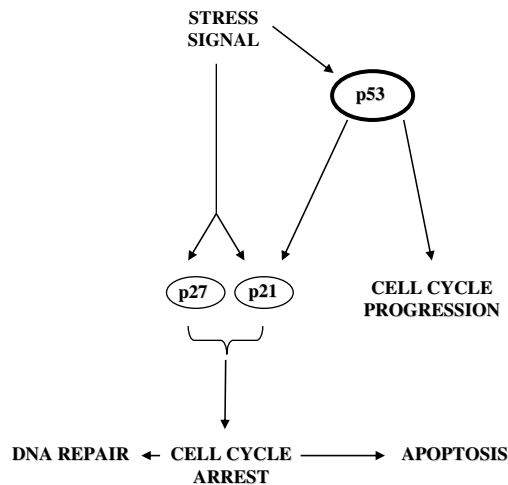 STRESS
SIGNAL
p53
p27 p21
CELL CYCLE
PROGRESSION
DNA REPAIR CELL CYCLE APOPTOSIS
ARREST